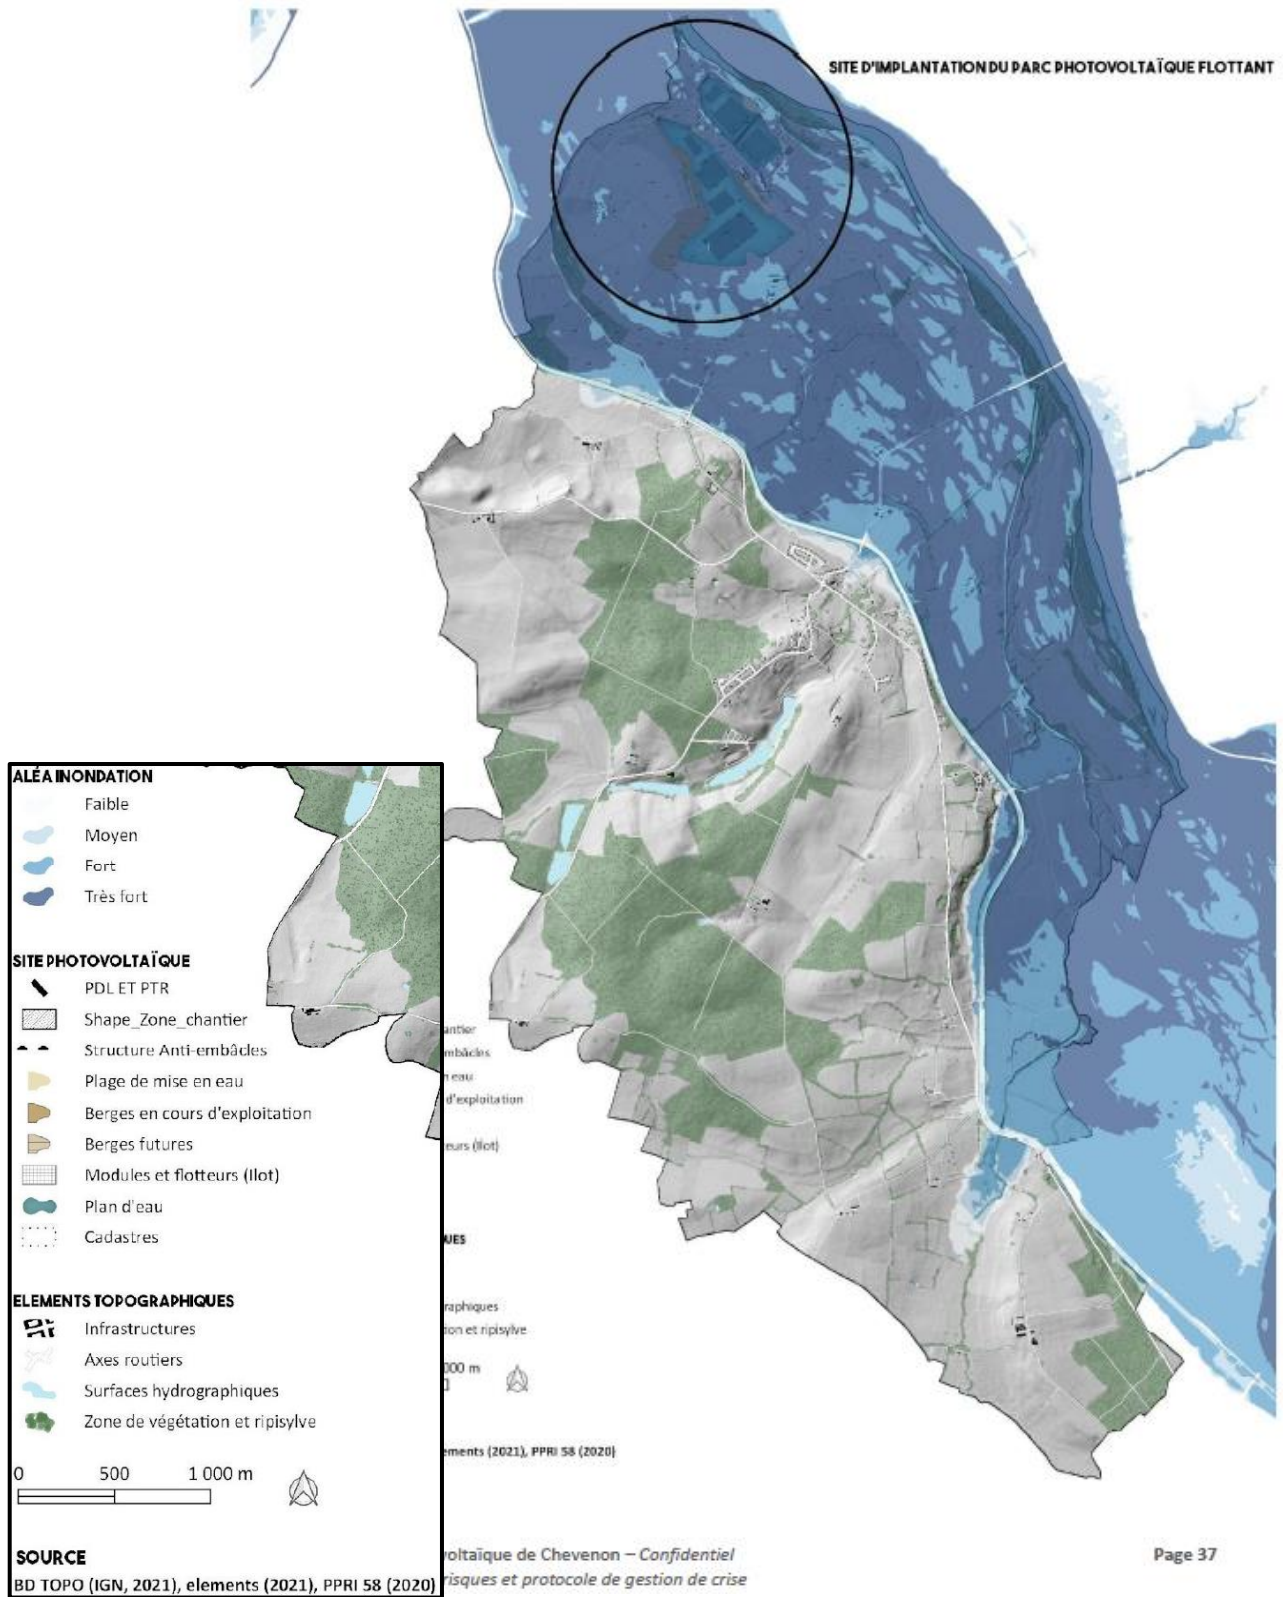 SITE D'IMPLANTATION DU PARC PHOTOVOLTAÏQUE FLOTTANT
ALÉA INONDATION
Faible
Moyen
Fort
Très fort
SITE PHOTOVOLTAÏQUE
PDL ET PTR
Shape_Zone_chantier
Structure Anti-embâcles
Plage de mise en eau
Berges en cours d'exploitation
Berges futures
Modules et flotteurs (Ilot)
Plan d'eau
Cadastres
ELEMENTS TOPOGRAPHIQUES
Infrastructures
Axes routiers
Surfaces hydrographiques
Zone de végétation et ripisylve
0 500 1 000 m
SOURCE
BD TOPO (IGN, 2021), elements (2021), PPRI 58 (2020)
antier
mbâcles
n eau
d'exploitation
eurs (Ilot)
UES
raphiques
ion et ripisylve
000 m
ements (2021), PPRI 58 (2020)
voltaïque de Chevenon – Confidentiel
risques et protocole de gestion de crise
Page 37